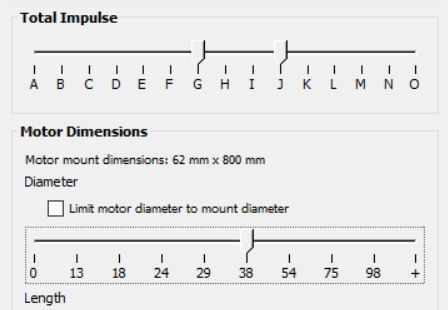 Total Impulse
A B C D E F G H I J K L M N O
Motor Dimensions
Motor mount dimensions: 62 mm x 800 mm
Diameter
Limit motor diameter to mount diameter
0 13 18 24 29 38 54 75 98 +
Length